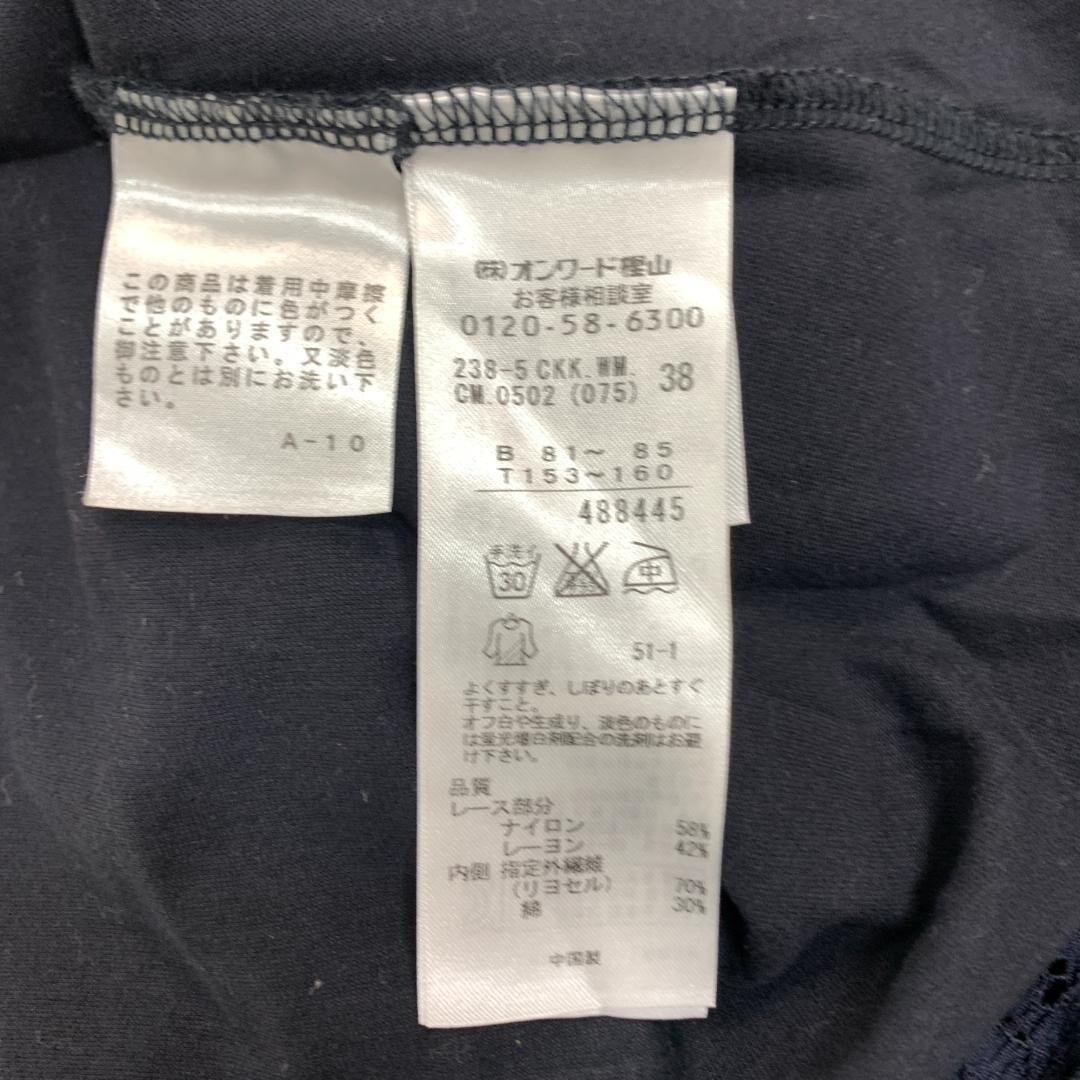 この商品は着用中摩擦
で他のものに色がつく
ことがありますので、
御注意下さい。又淡色
ものとは別にお洗い下
さい。
A-10
(株)オンワード樫山
お客様相談室
0120-58-6300
238-5 CKK.WM. 38
CM.0502 (075)
B 81〜 85
T153〜160
488445
手洗イ
30
中
51-1
よくすすぎ、しぼりのあとすぐ
干すこと。
オフ白や生成り、淡色のものに
は蛍光増白剤配合の洗剤はお避
け下さい。
品質
レース部分
ナイロン 58%
レーヨン 42%
内側 指定外繊維
(リヨセル) 70%
綿 30%
中国製